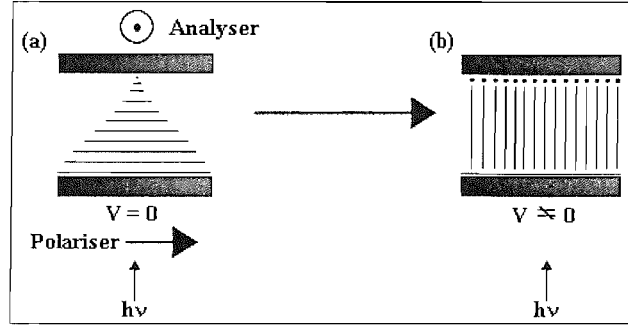 (a)
Analyser
(b)
V = 0
V ≠ 0
Polariser
hν
hν